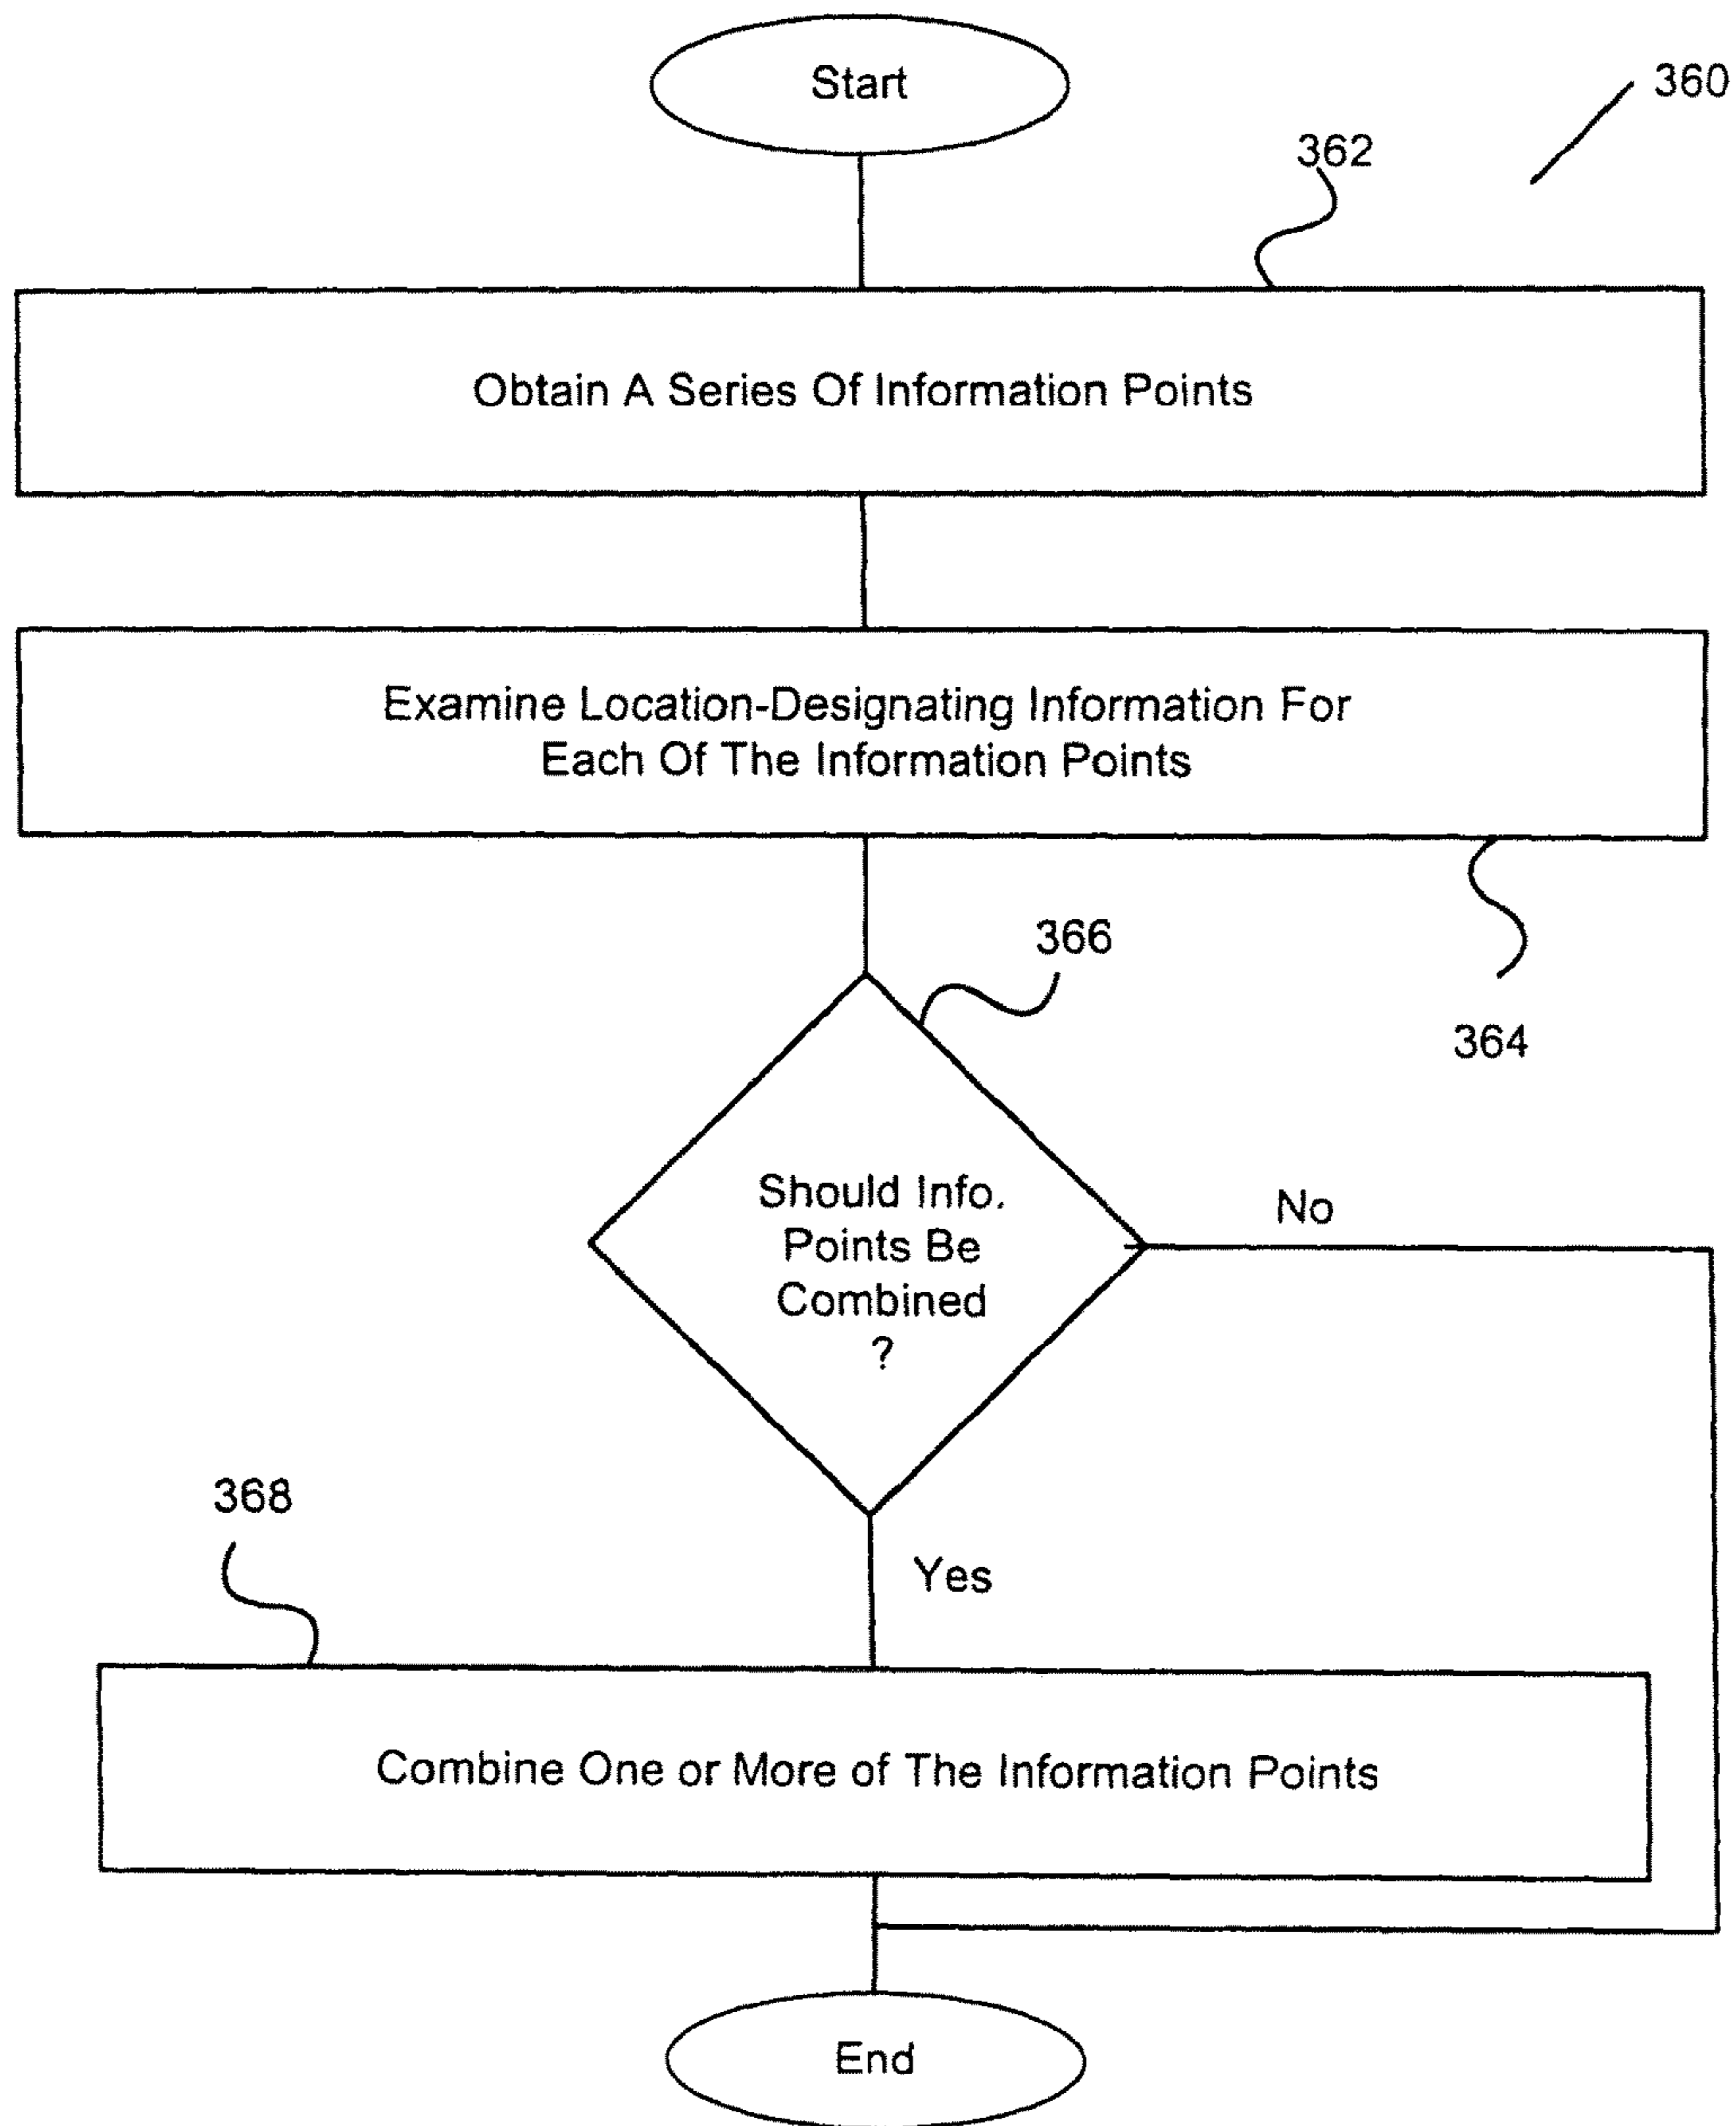 Start
360
362
Obtain A Series Of Information Points
Examine Location-Designating Information For
Each Of The Information Points
366
364
Should Info.
Points Be
Combined
?
No
368
Yes
Combine One or More of The Information Points
End